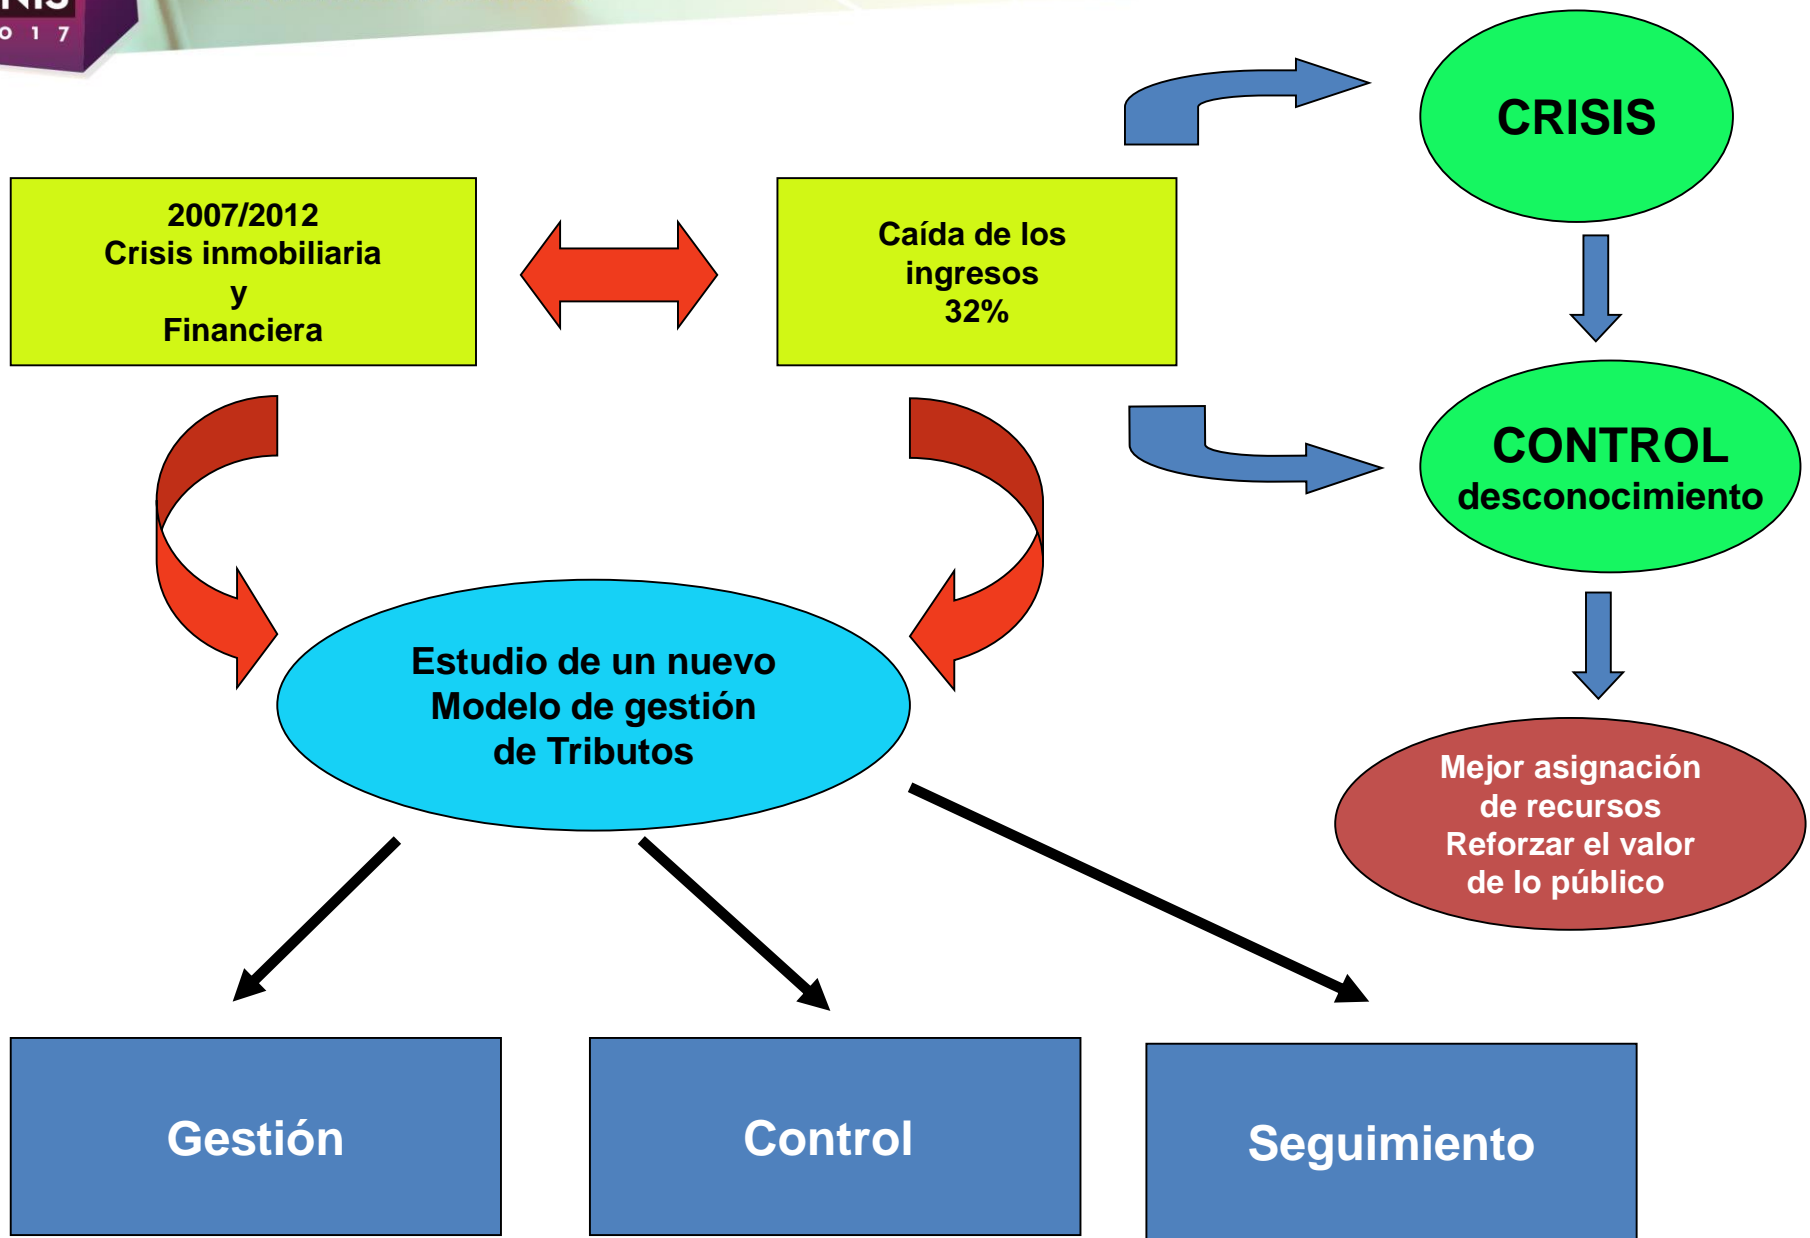 2017
CRISIS
2007/2012
Crisis inmobiliaria
y
Financiera
Caída de los
ingresos
32%
CONTROL
desconocimiento
Estudio de un nuevo
Modelo de gestión
de Tributos
Mejor asignación
de recursos
Reforzar el valor
de lo público
Gestión
Control
Seguimiento